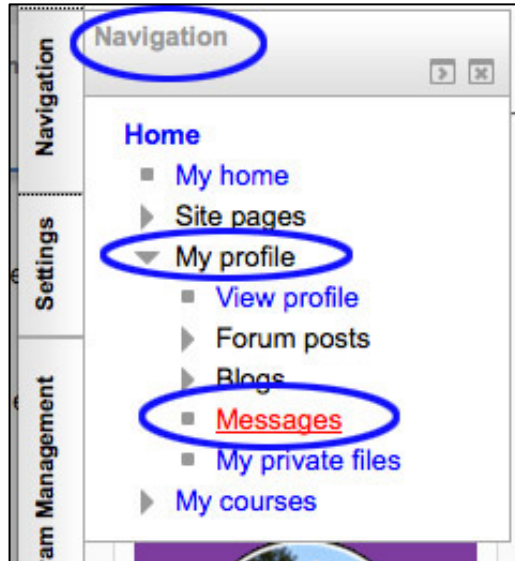 Navigation
Settings
am Management
Navigation
Home
My home
Site pages
My profile
View profile
Forum posts
Blogs
Messages
My private files
My courses